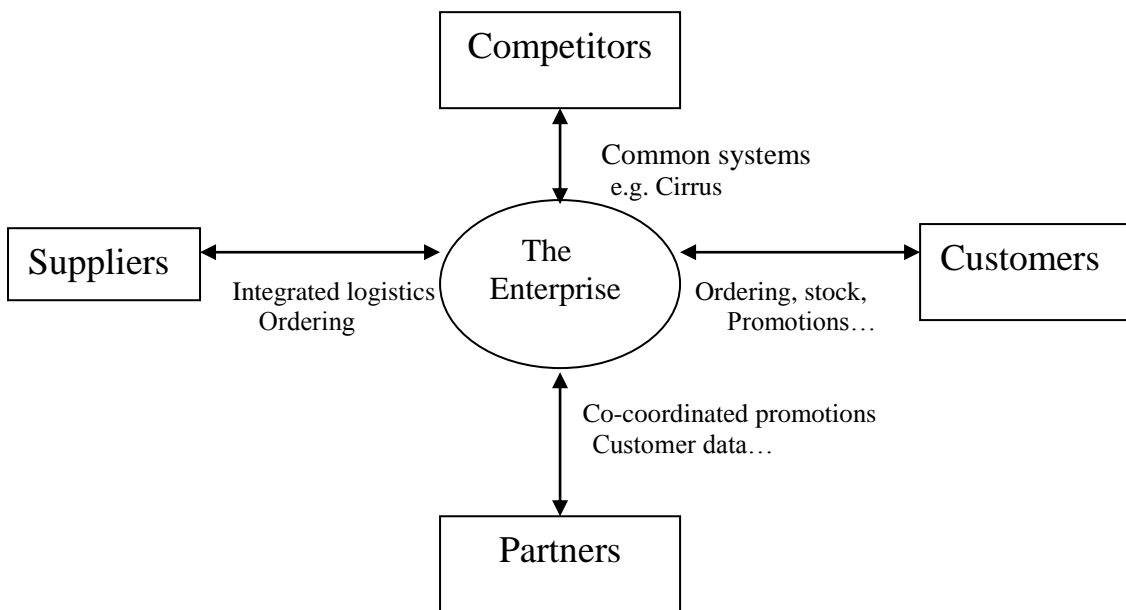 Competitors
Common systems
e.g. Cirrus
Suppliers
The
Enterprise
Customers
Integrated logistics
Ordering
Ordering, stock,
Promotions…
Co-coordinated promotions
Customer data…
Partners